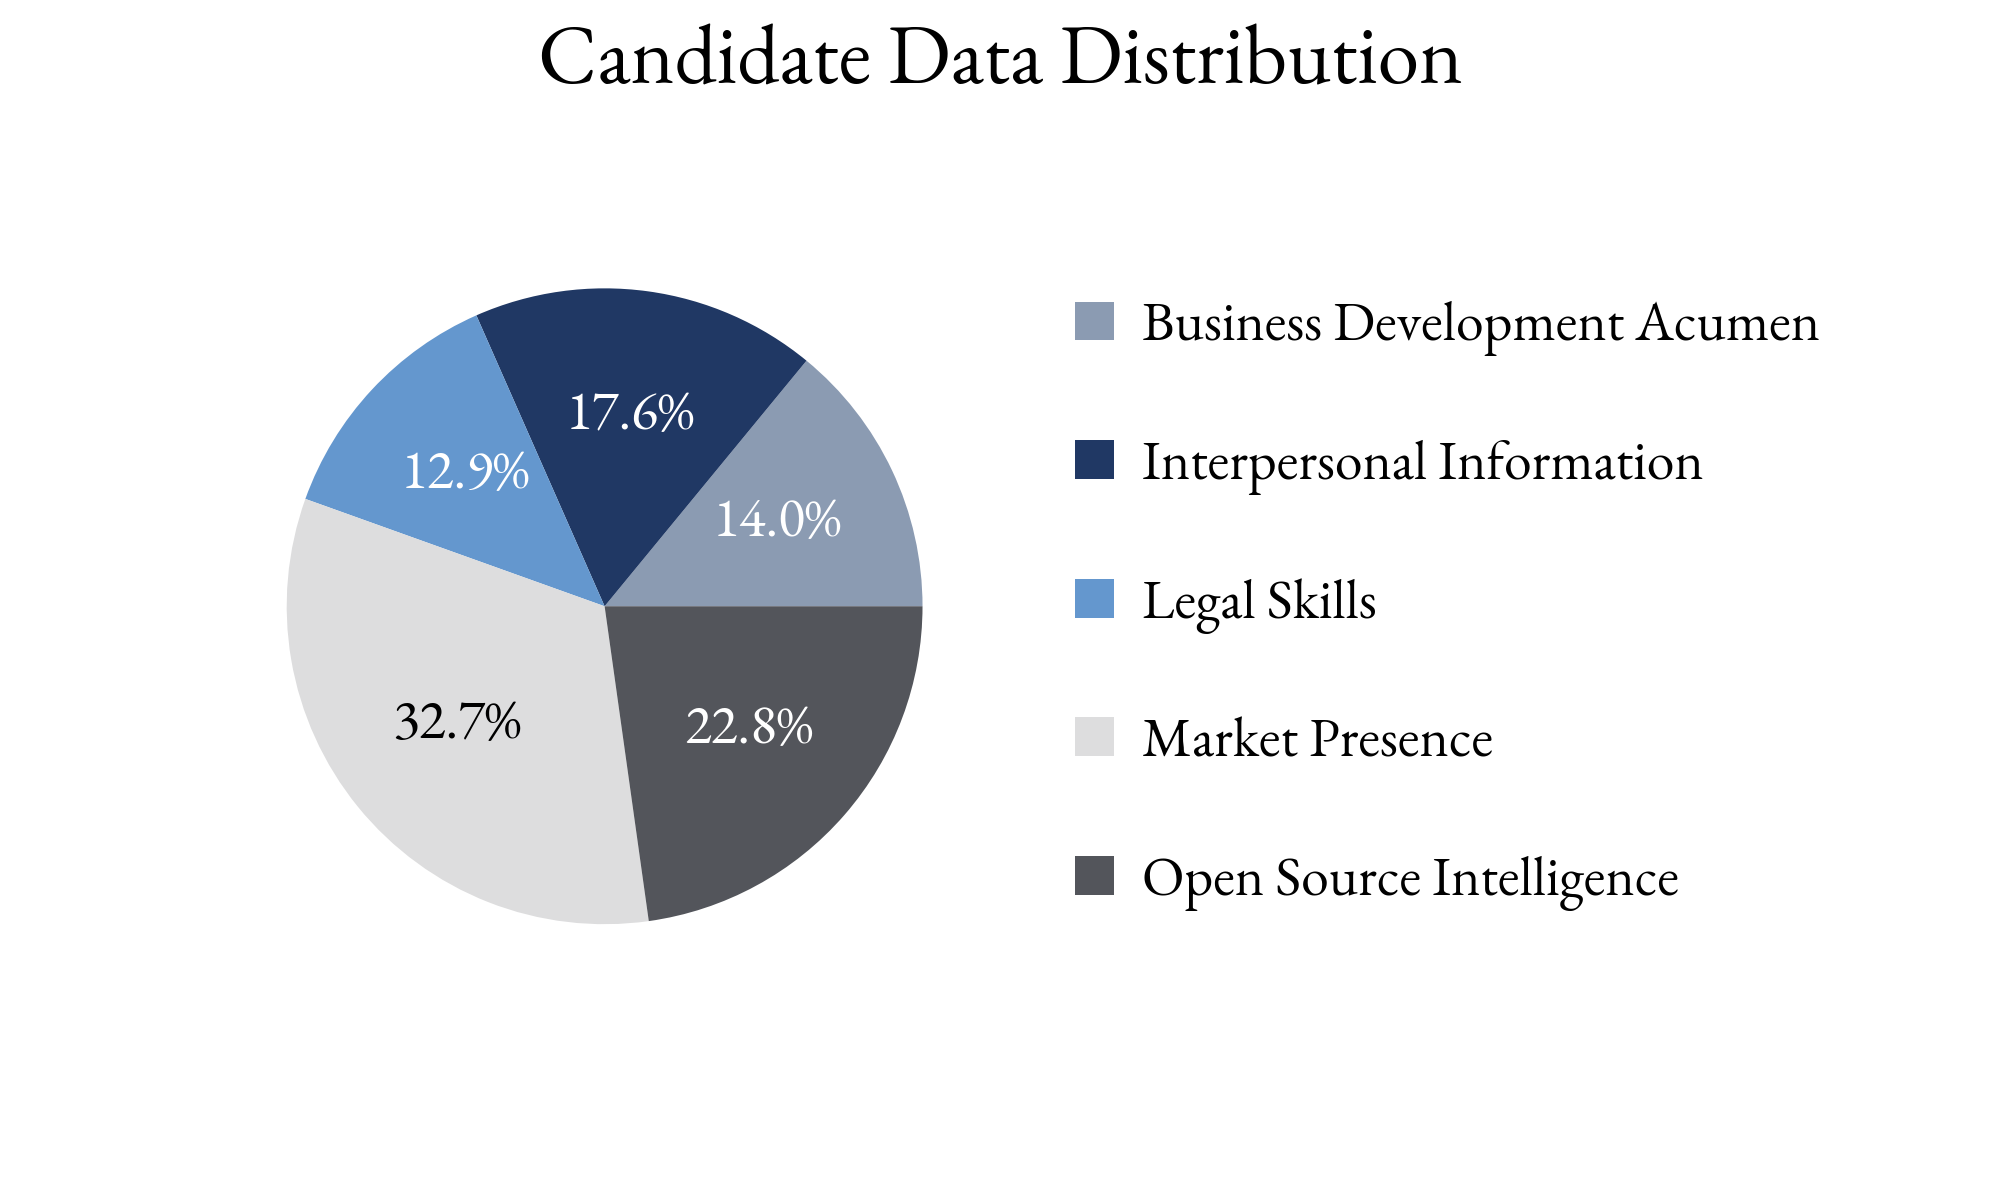 Candidate Data Distribution
17.6%
12.9%
14.0%
32.7%
22.8%
Business Development Acumen
Interpersonal Information
Legal Skills
Market Presence
Open Source Intelligence